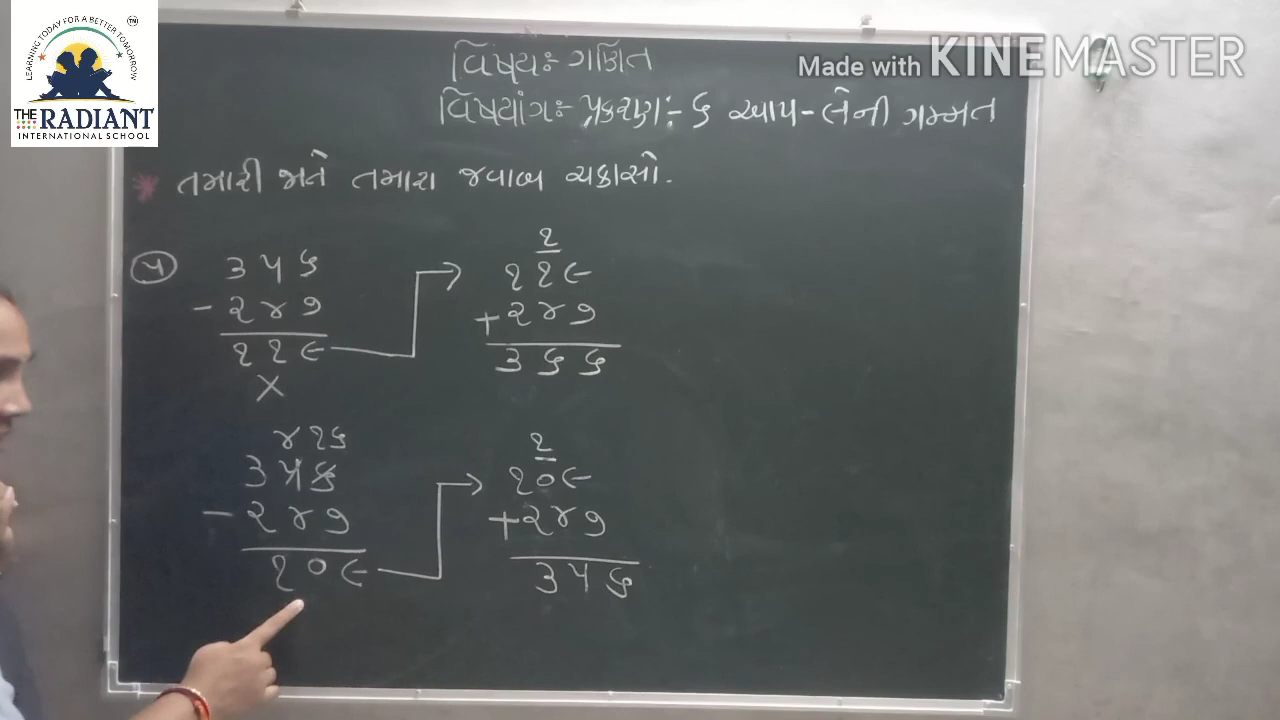 LEARNING TODAY FOR A BETTER TOMORROW
TM
THE RADIANT
INTERNATIONAL SCHOOL
Made with KINEMASTER
વિષય:- ગણિત
વિષયાંગ:- પ્રકરણ:- ૬ આપ-લેની ગમ્મત
* તમારી જાતે તમારા જવાબ ચકાસો.
૫
૩૫૬
- ૨૪૭
૧૧૯
X
૧
૧૧૯
+ ૨૪૭
૩૬૬
૪ ૧૬
૩૫૬
- ૨૪૭
૧૦૯
૧
૧૦૯
+ ૨૪૭
૩૫૬